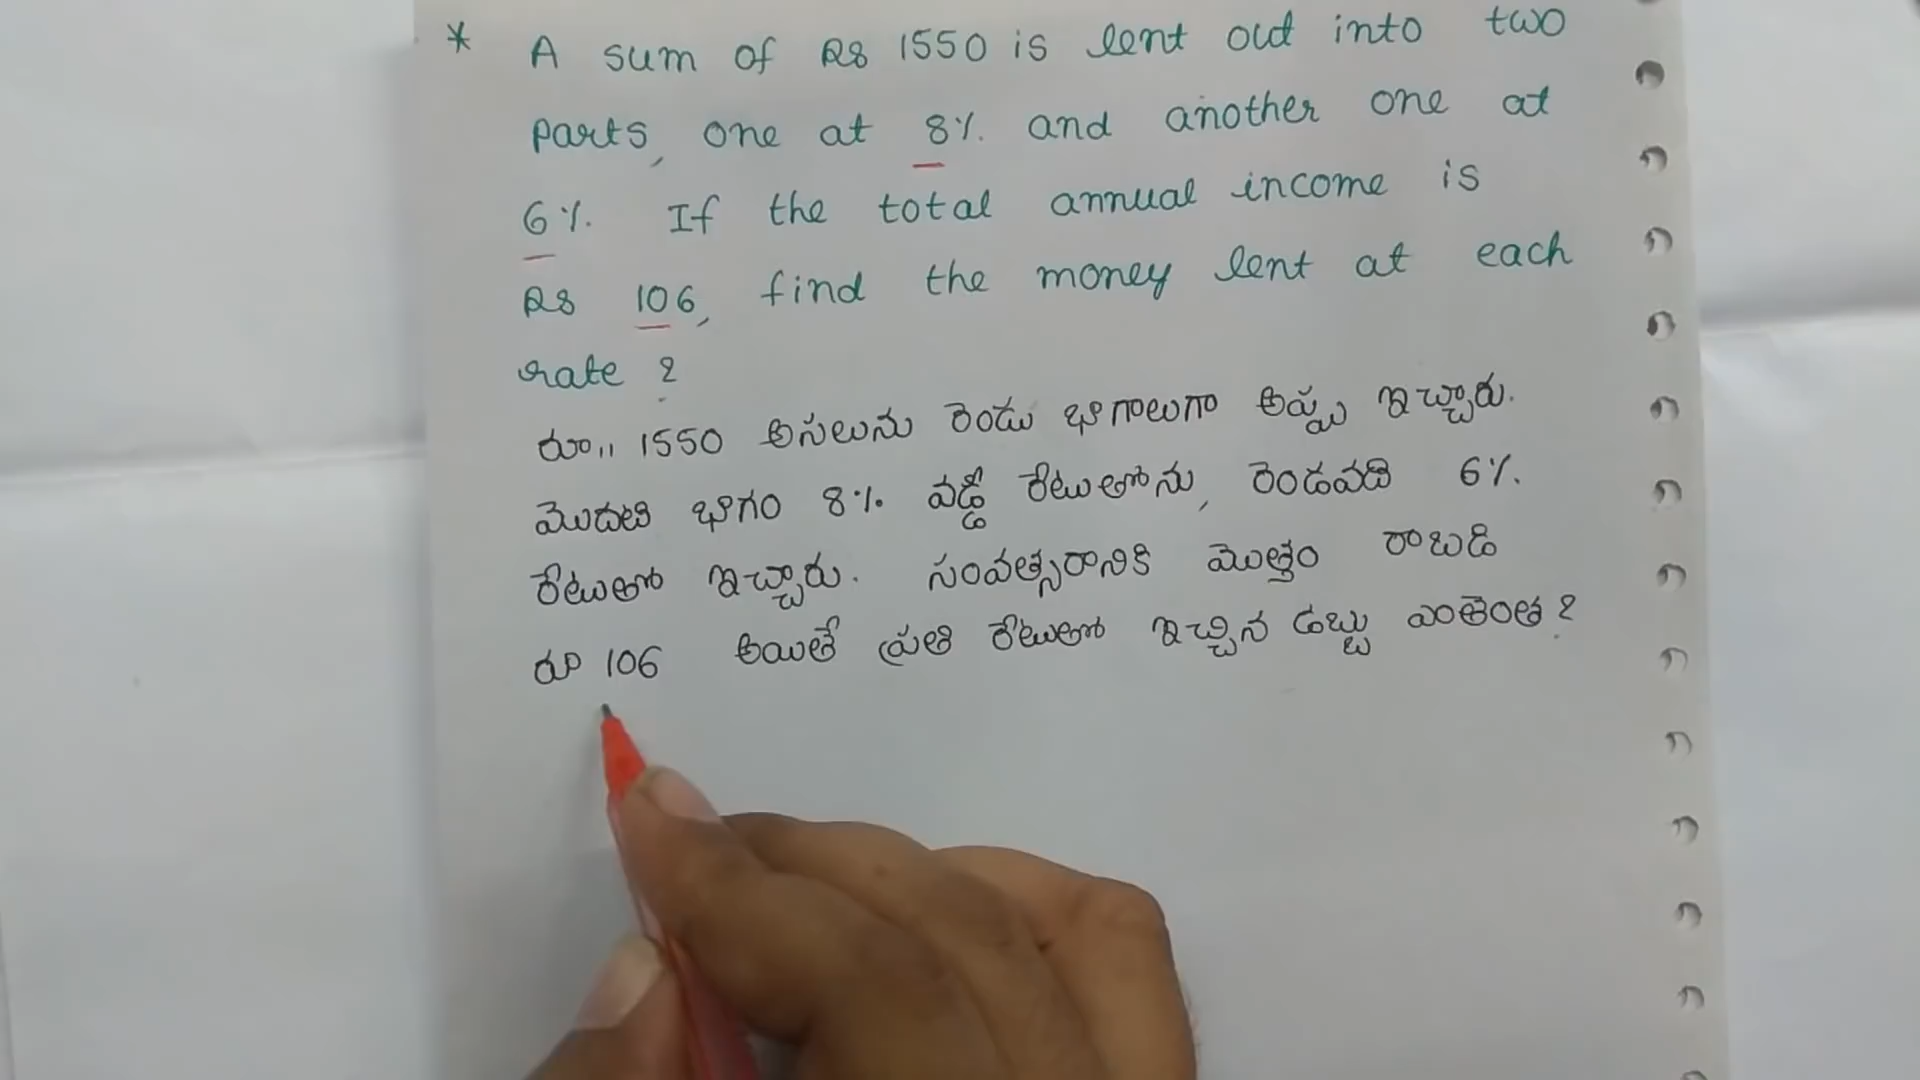 * A sum of Rs 1550 is lent out into two
parts, one at 8%. and another one at
6%. If the total annual income is
Rs 106, find the money lent at each
rate ?
రూ॥ 1550 అసలును రెండు భాగాలుగా అప్పు ఇచ్చారు.
మొదటి భాగం 8%. వడ్డీ రేటుతోను, రెండవది 6%.
రేటుతో ఇచ్చారు. సంవత్సరానికి మొత్తం రాబడి
రూ 106 అయితే ప్రతి రేటుతో ఇచ్చిన డబ్బు ఎంతెంత ?